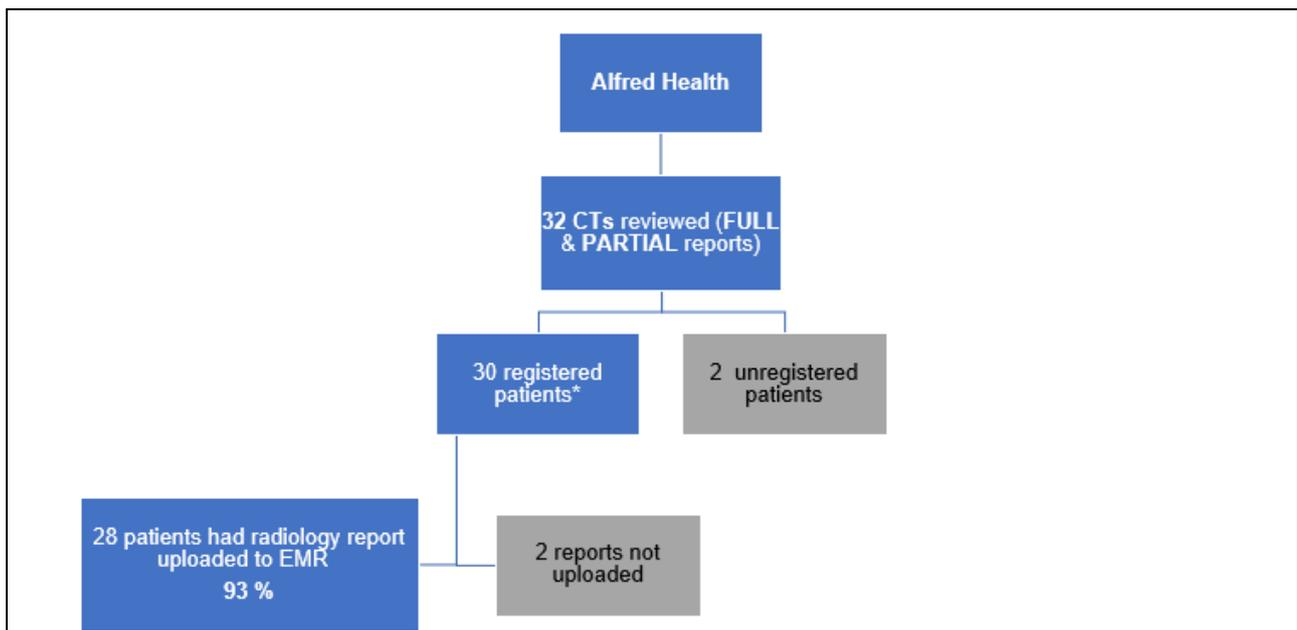 Alfred Health
32 CTs reviewed (FULL
& PARTIAL reports)
30 registered
patients*
2 unregistered
patients
28 patients had radiology report
uploaded to EMR
93 %
2 reports not
uploaded